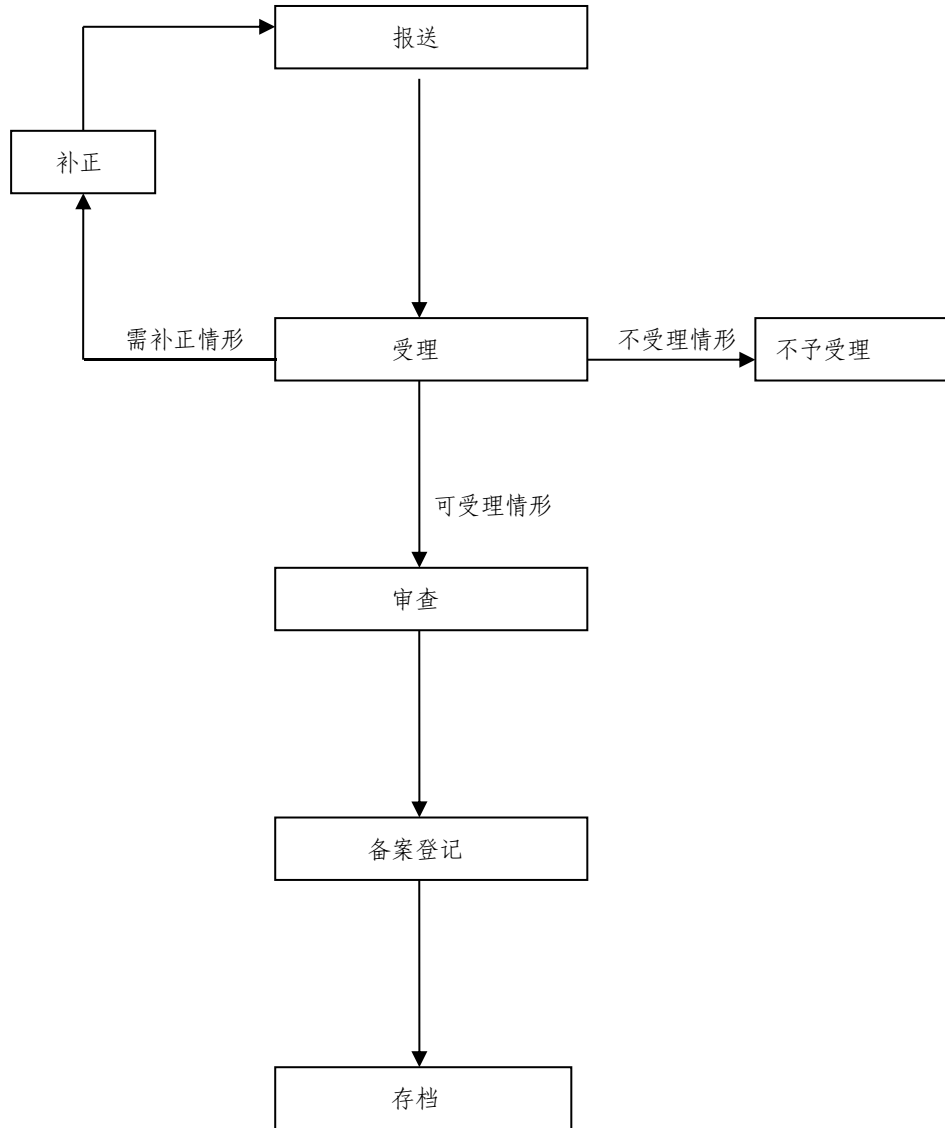 报送
补正
需补正情形
受理
不受理情形
不予受理
可受理情形
审查
备案登记
存档